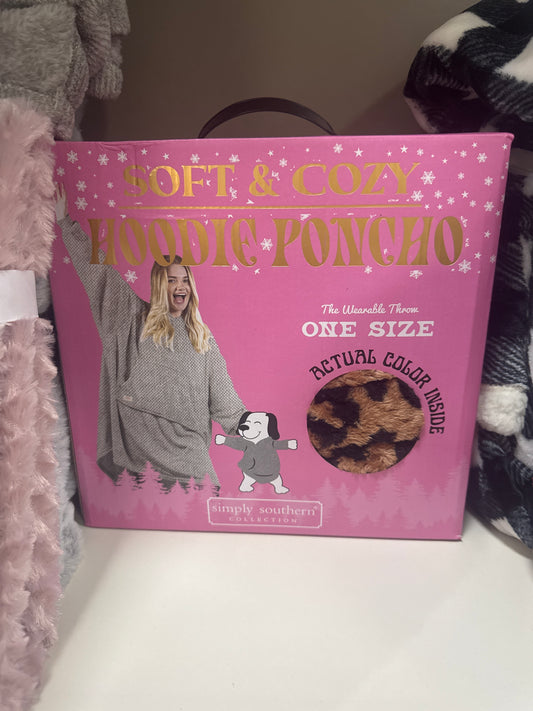 SOFT & COZY
HOODIE PONCHO
The Wearable Throw
ONE SIZE
ACTUAL COLOR INSIDE
simply southern®
COLLECTION